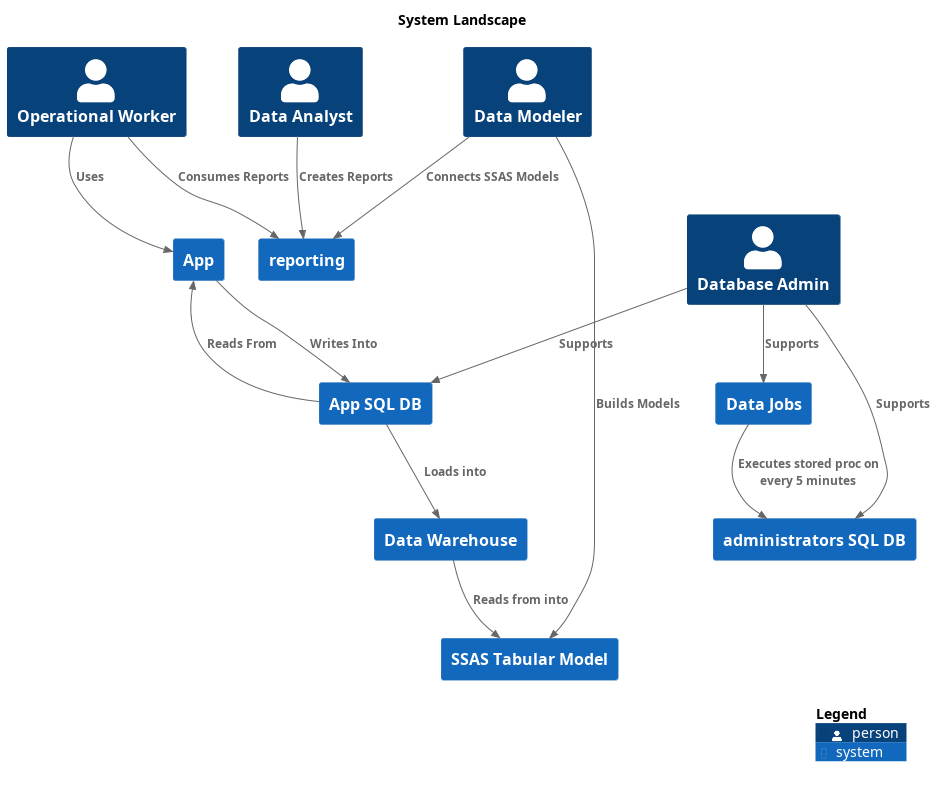 System Landscape
Operational Worker
Data Analyst
Data Modeler
Uses
Consumes Reports
Creates Reports
Connects SSAS Models
App
reporting
Database Admin
Reads From
Writes Into
Supports
Supports
App SQL DB
Builds Models
Data Jobs
Supports
Loads into
Executes stored proc on
every 5 minutes
Data Warehouse
administrators SQL DB
Reads from into
SSAS Tabular Model
Legend
person
system